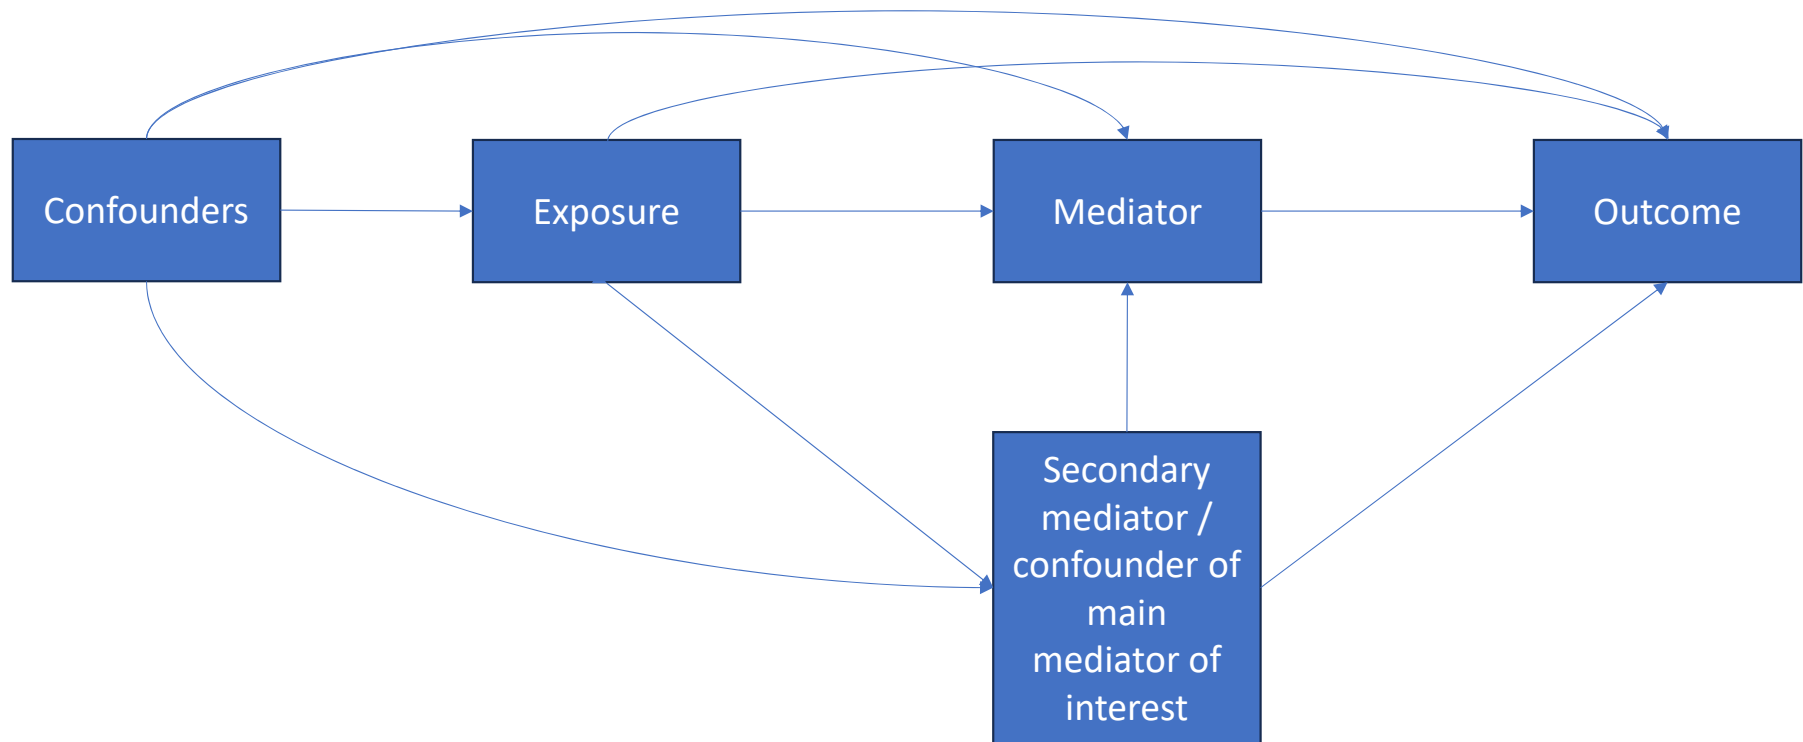 Confounders
Exposure
Mediator
Outcome
Secondary
mediator /
confounder of
main
mediator of
interest